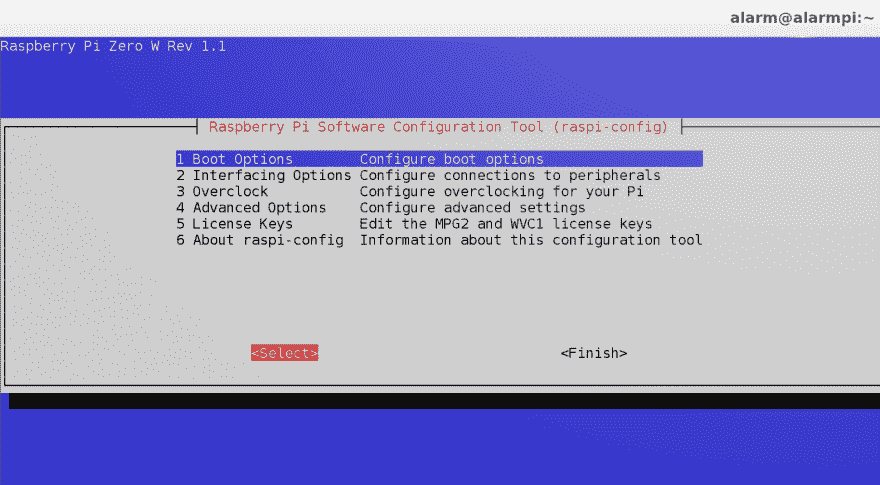 alarm@alarmpi:~
Raspberry Pi Zero W Rev 1.1
Raspberry Pi Software Configuration Tool (raspi-config)
1 Boot Options Configure boot options
2 Interfacing Options Configure connections to peripherals
3 Overclock Configure overclocking for your Pi
4 Advanced Options Configure advanced settings
5 License Keys Edit the MPG2 and WVC1 license keys
6 About raspi-config Information about this configuration tool
<Select> <Finish>